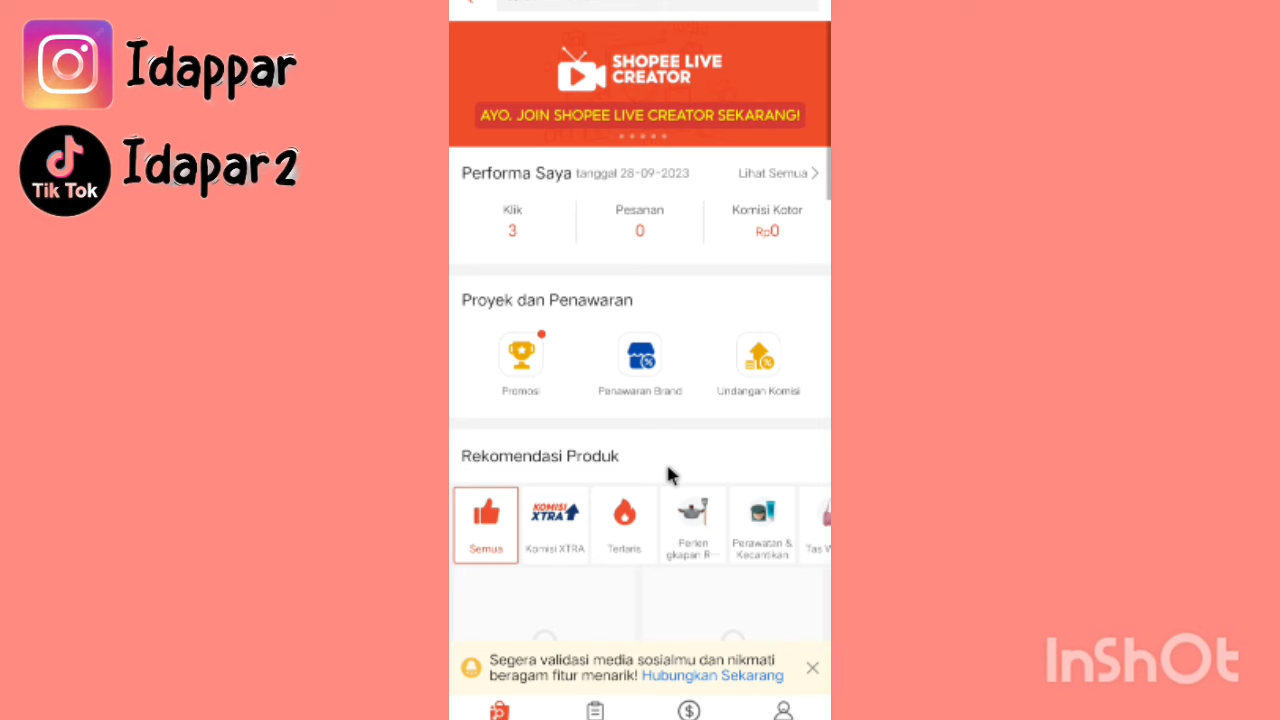 Idappar
Tik Tok
Idapar2
SHOPEE LIVE
CREATOR
AYO, JOIN SHOPEE LIVE CREATOR SEKARANG!
Performa Saya tanggal 28-09-2023 Lihat Semua
Klik Pesanan Komisi Kotor
3 0 Rp0
Proyek dan Penawaran
Promosi Penawaran Brand Undangan Komisi
Rekomendasi Produk
KOMISI
XTRA
Semua Komisi XTRA Terlaris Perlen Perawatan & Tas W
gkapan R··· Kecantikan
Segera validasi media sosialmu dan nikmati
beragam fitur menarik! Hubungkan Sekarang
InShOt